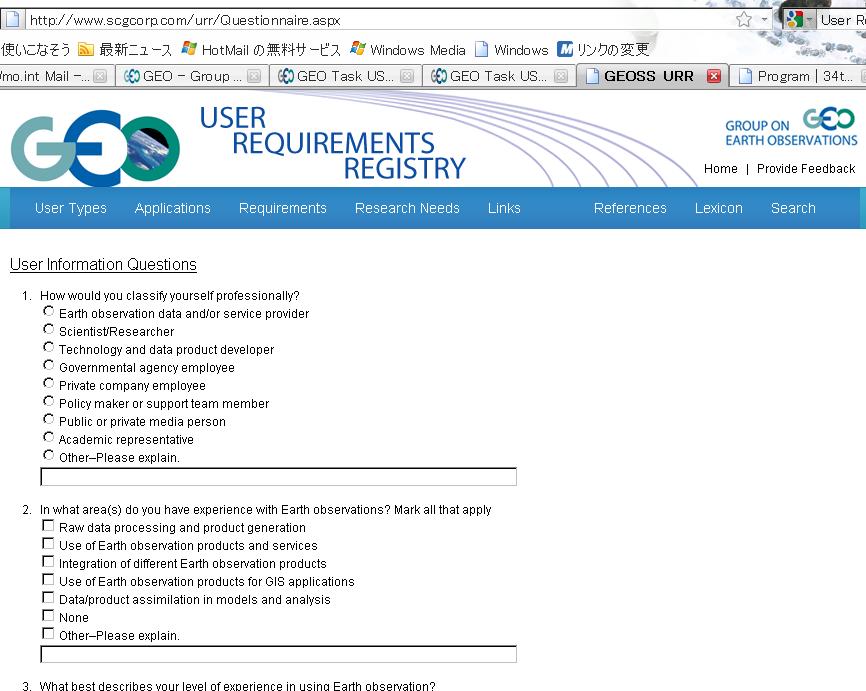 http://www.scgcorp.com/urr/Questionnaire.aspx
User R
使いこなそう 最新ニュース HotMail の無料サービス Windows Media Windows リンクの変更
mo.int Mail –... GEO – Group ... GEO Task US... GEO Task US... GEOSS URR Program | 34t...
GEO
USER
REQUIREMENTS
REGISTRY
GROUP ON GEO
EARTH OBSERVATIONS
Home | Provide Feedback
User Types Applications Requirements Research Needs Links References Lexicon Search
User Information Questions
1. How would you classify yourself professionally?
Earth observation data and/or service provider
Scientist/Researcher
Technology and data product developer
Governmental agency employee
Private company employee
Policy maker or support team member
Public or private media person
Academic representative
Other–Please explain.
2. In what area(s) do you have experience with Earth observations? Mark all that apply
Raw data processing and product generation
Use of Earth observation products and services
Integration of different Earth observation products
Use of Earth observation products for GIS applications
Data/product assimilation in models and analysis
None
Other–Please explain.
3. What best describes your level of experience in using Earth observation?